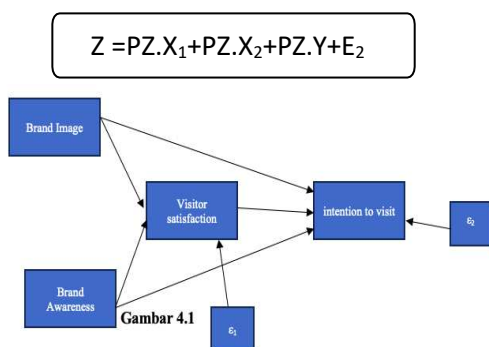 Z =PZ.X₁+PZ.X₂+PZ.Y+E₂
Brand Image
Visitor
satisfaction
intention to visit
ε₂
Brand
Awareness
Gambar 4.1
ε₁